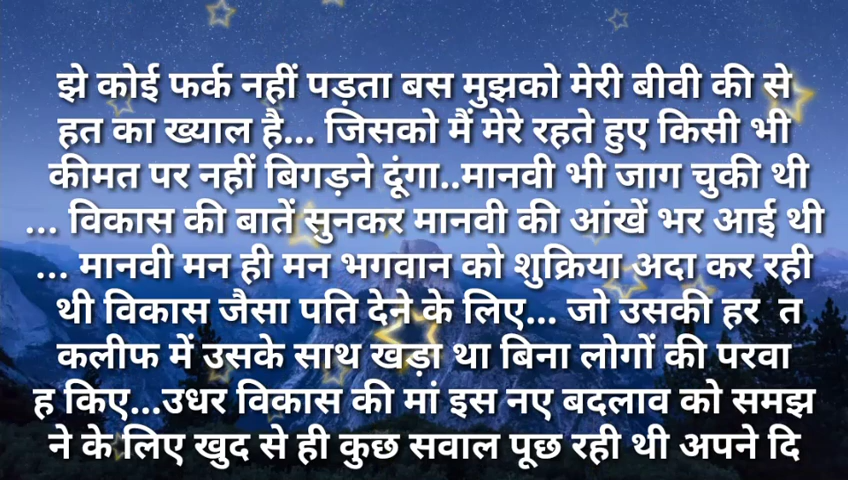 झे कोई फर्क नहीं पड़ता बस मुझको मेरी बीवी की से
हत का ख्याल है... जिसको मैं मेरे रहते हुए किसी भी
कीमत पर नहीं बिगड़ने दूंगा..मानवी भी जाग चुकी थी
... विकास की बातें सुनकर मानवी की आंखें भर आई थी
... मानवी मन ही मन भगवान को शुक्रिया अदा कर रही
थी विकास जैसा पति देने के लिए... जो उसकी हर त
कलीफ में उसके साथ खड़ा था बिना लोगों की परवा
ह किए...उधर विकास की मां इस नए बदलाव को समझ
ने के लिए खुद से ही कुछ सवाल पूछ रही थी अपने दि